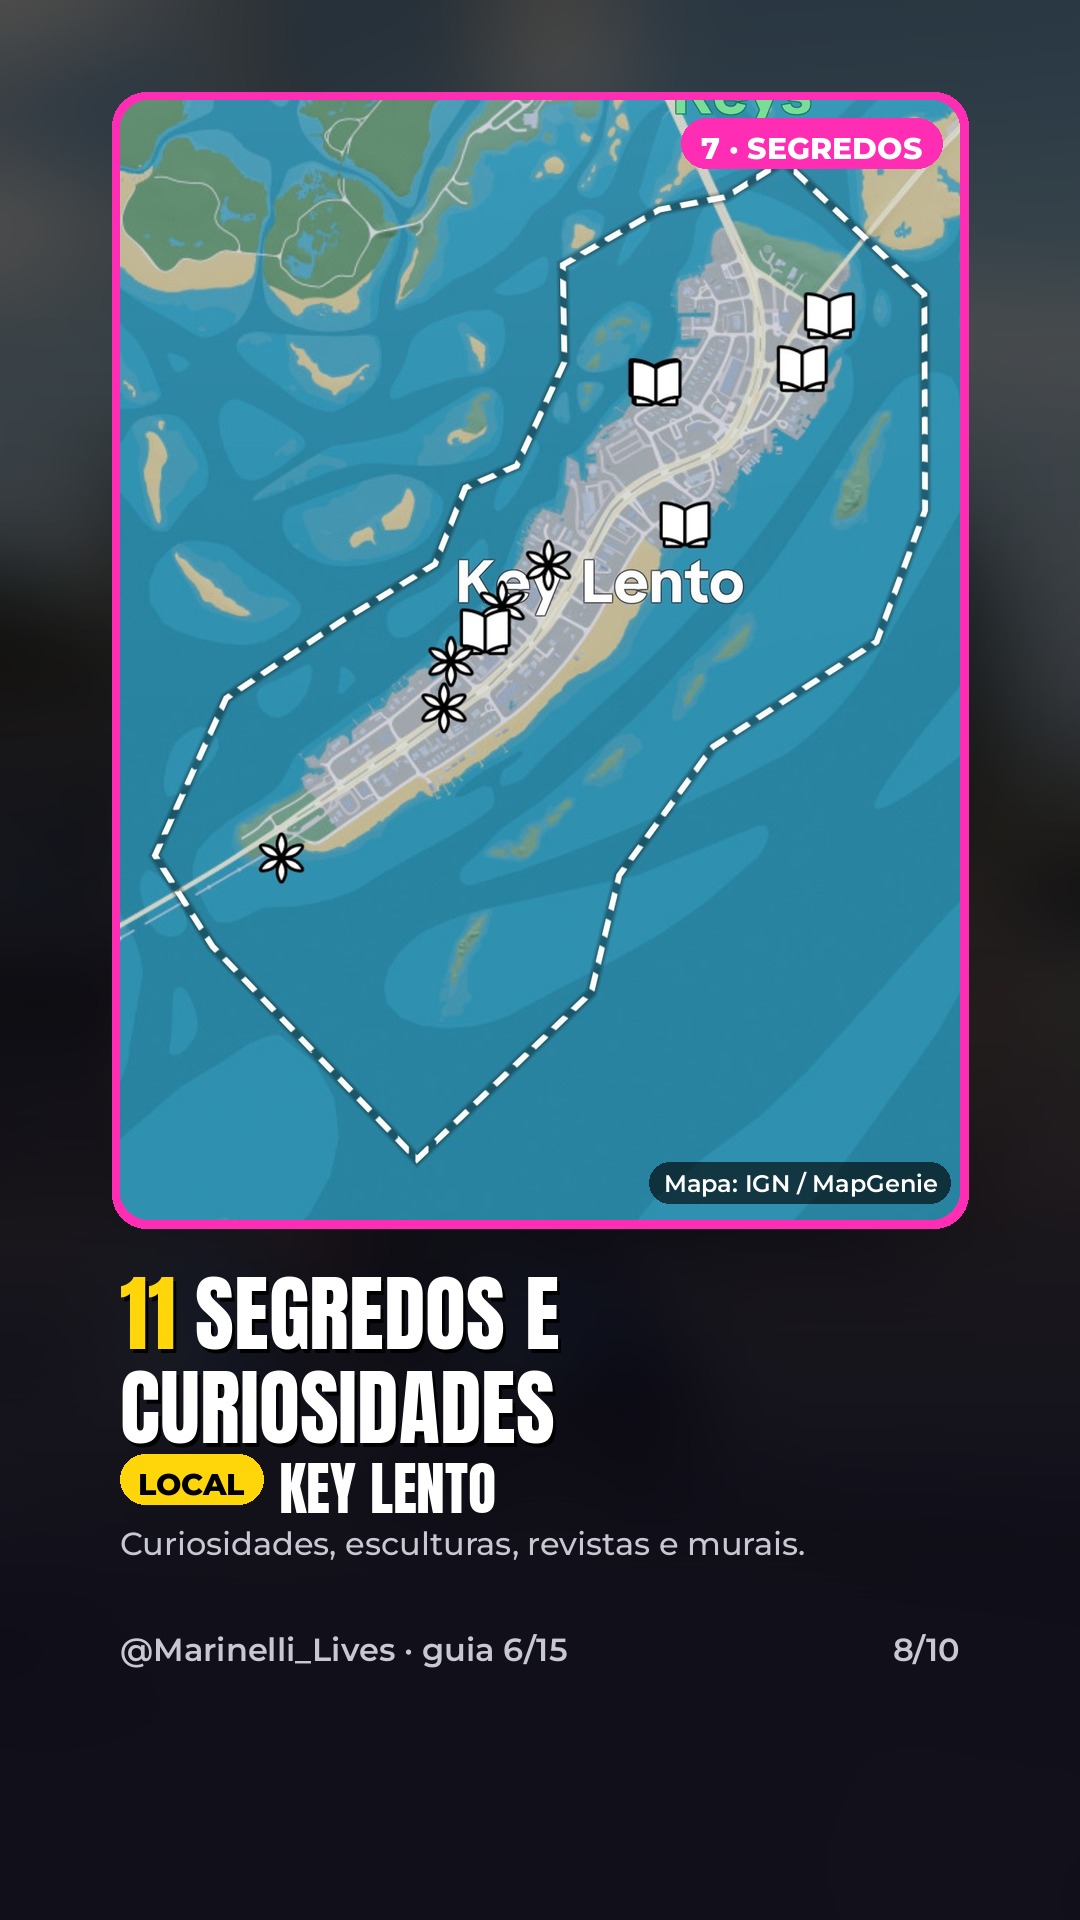 Keys
7 · SEGREDOS
Key Lento
Mapa: IGN / MapGenie
11 SEGREDOS E
CURIOSIDADES
LOCAL KEY LENTO
Curiosidades, esculturas, revistas e murais.
@Marinelli_Lives · guia 6/15 8/10